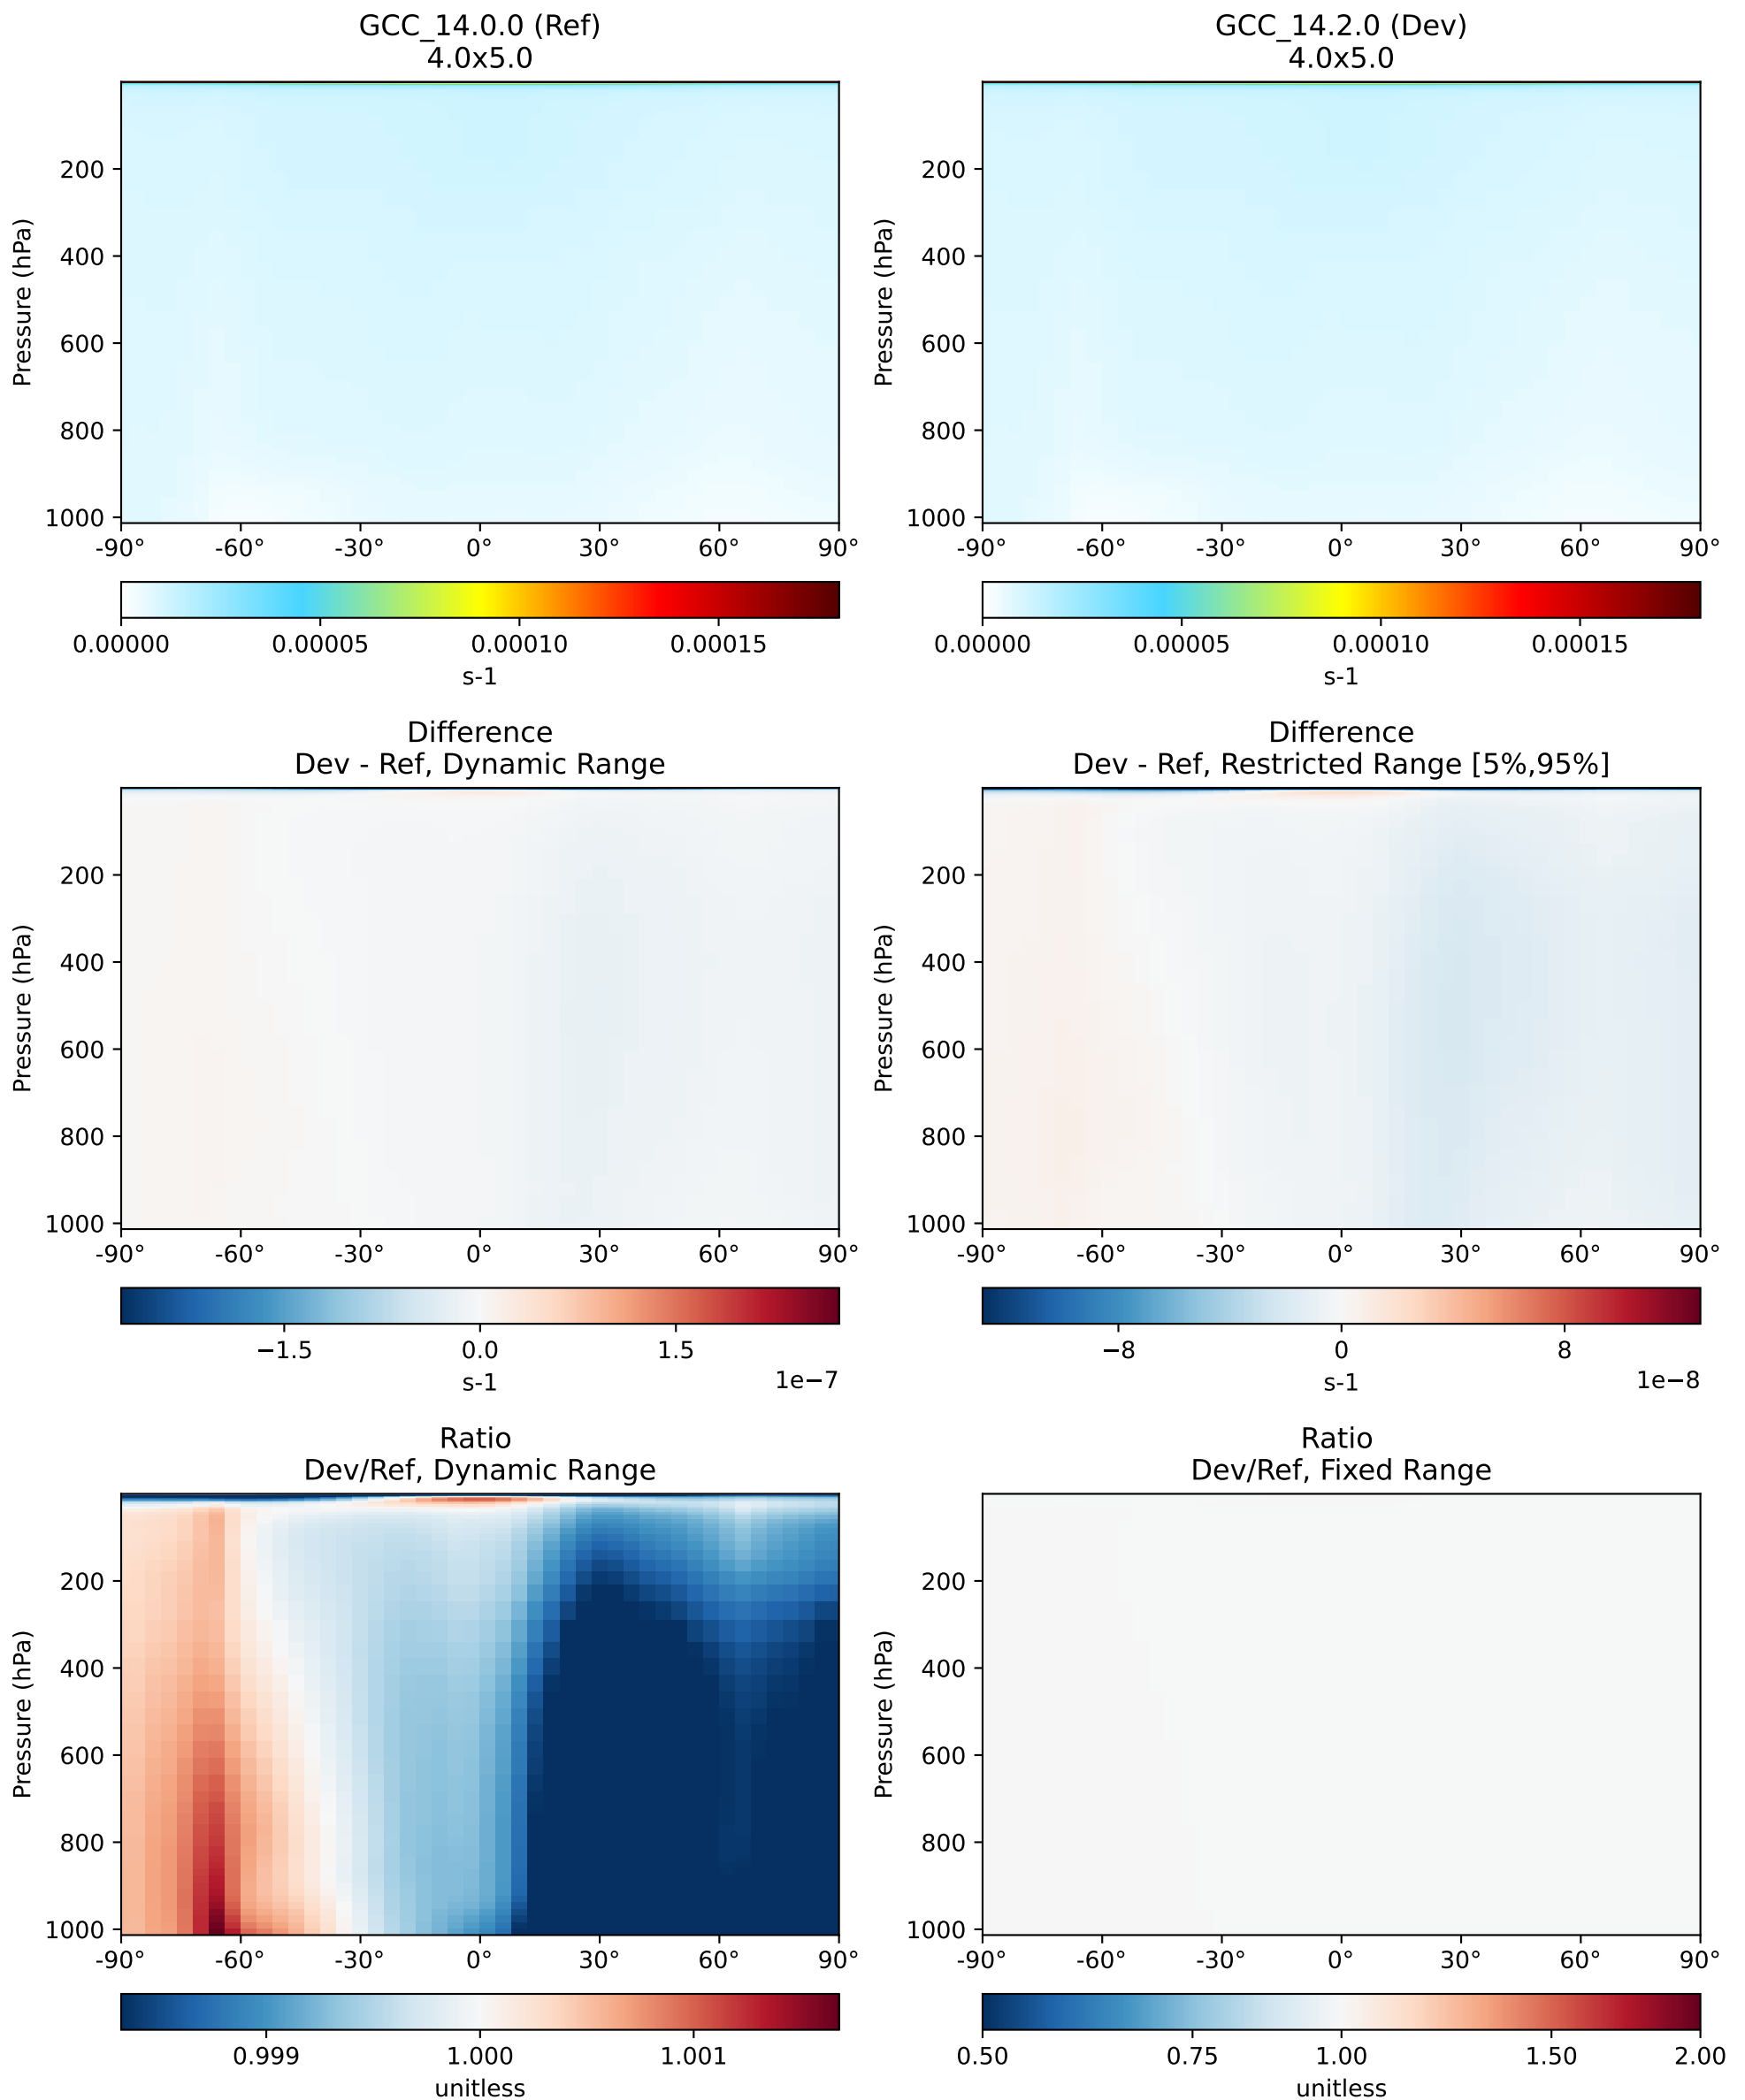 GCC_14.0.0 (Ref)
4.0x5.0
GCC_14.2.0 (Dev)
4.0x5.0
Pressure (hPa)
200
400
600
800
1000
-90° -60° -30° 0° 30° 60° 90°
Pressure (hPa)
200
400
600
800
1000
-90° -60° -30° 0° 30° 60° 90°
0.00000 0.00005 0.00010 0.00015
s-1
0.00000 0.00005 0.00010 0.00015
s-1
Difference
Dev - Ref, Dynamic Range
Difference
Dev - Ref, Restricted Range [5%,95%]
Pressure (hPa)
200
400
600
800
1000
-90° -60° -30° 0° 30° 60° 90°
Pressure (hPa)
200
400
600
800
1000
-90° -60° -30° 0° 30° 60° 90°
−1.5 0.0 1.5
s-1
1e−7
−8 0 8
s-1
1e−8
Ratio
Dev/Ref, Dynamic Range
Ratio
Dev/Ref, Fixed Range
Pressure (hPa)
200
400
600
800
1000
-90° -60° -30° 0° 30° 60° 90°
Pressure (hPa)
200
400
600
800
1000
-90° -60° -30° 0° 30° 60° 90°
0.999 1.000 1.001
unitless
0.50 0.75 1.00 1.50 2.00
unitless